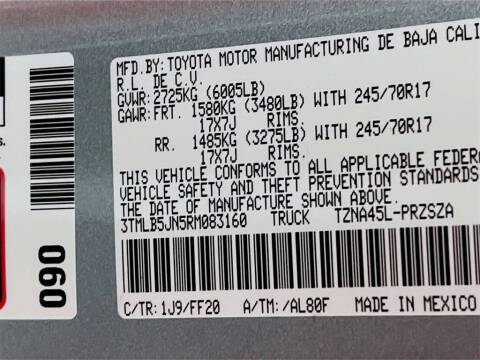 MFD.BY: TOYOTA MOTOR MANUFACTURING DE BAJA CALI
R.L. DE C.V.
GVWR: 2725KG (6005LB)
GAWR: FRT. 1580KG (3480LB) WITH 245/70R17
17X7J RIMS.
RR. 1485KG (3275LB) WITH 245/70R17
17X7J RIMS.
THIS VEHICLE CONFORMS TO ALL APPLICABLE FEDER
VEHICLE SAFETY AND THEFT PREVENTION STANDARDS
THE DATE OF MANUFACTURE SHOWN ABOVE.
3TMLB5JN5RM083160 TRUCK TZNA45L-PRZSZA
C/TR: 1J9/FF20 A/TM: /AL80F MADE IN MEXICO
s.
090